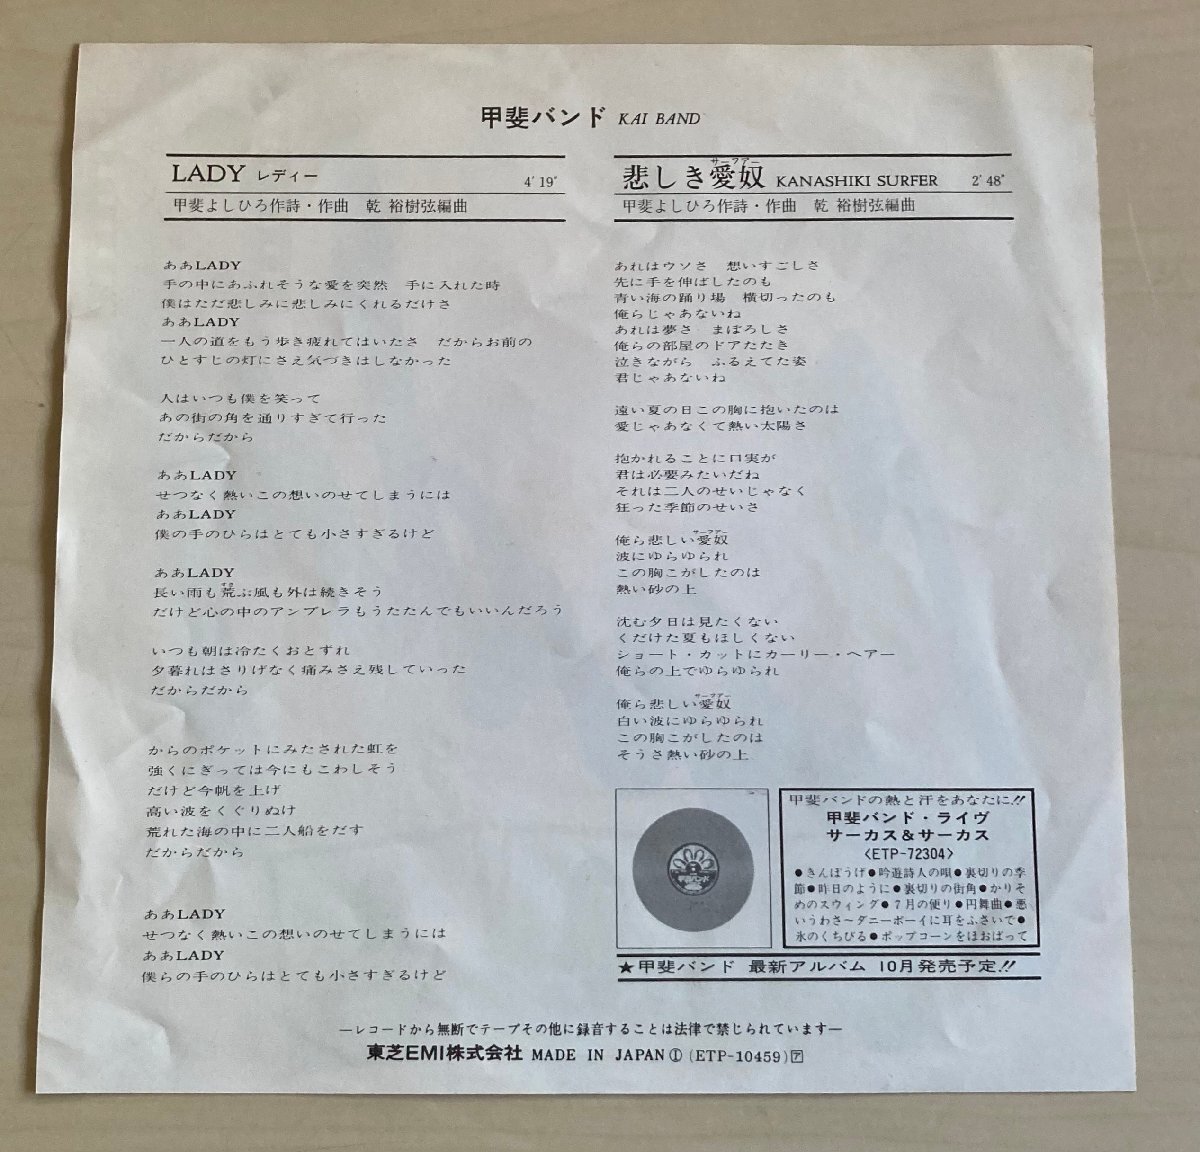 甲斐バンド KAI BAND
LADY レディー 4′19″
甲斐よしひろ作詩・作曲 乾 裕樹弦編曲
ああLADY
手の中にあふれそうな愛を突然 手に入れた時
僕はただ悲しみに悲しみにくれるだけさ
ああLADY
一人の道をもう歩き疲れてはいたさ だからお前の
ひとすじの灯にさえ気づきはしなかった
人はいつも僕を笑って
あの街の角を通りすぎて行った
だからだから
ああLADY
せつなく熱いこの想いのせてしまうには
ああLADY
僕の手のひらはとても小さすぎるけど
ああLADY
長い雨も荒ぶ風も外は続きそう
だけど心の中のアンブレラもうたたんでもいいんだろう
いつも朝は冷たくおとずれ
夕暮れはさりげなく痛みさえ残していった
だからだから
からのポケットにみたされた虹を
強くにぎっては今にもこわしそう
だけど今帆を上げ
高い波をくぐりぬけ
荒れた海の中に二人船をだす
だからだから
ああLADY
せつなく熱いこの想いのせてしまうには
ああLADY
僕らの手のひらはとても小さすぎるけど
サーファー
悲しき愛奴 KANASHIKI SURFER 2′48″
甲斐よしひろ作詩・作曲 乾 裕樹弦編曲
あれはウソさ 想いすごしさ
先に手を伸ばしたのも
青い海の踊り場 横切ったのも
俺らじゃあないね
あれは夢さ まぼろしさ
俺らの部屋のドアたたき
泣きながら ふるえてた姿
君じゃあないね
遠い夏の日この胸に抱いたのは
愛じゃあなくて熱い太陽さ
抱かれることに口実が
君は必要みたいだね
それは二人のせいじゃなく
狂った季節のせいさ
サーファー
俺ら悲しい愛奴
波にゆらゆられ
この胸こがしたのは
熱い砂の上
沈む夕日は見たくない
くだけた夏もほしくない
ショート・カットにカーリー・ヘアー
俺らの上でゆらゆられ
サーファー
俺ら悲しい愛奴
白い波にゆらゆられ
この胸こがしたのは
そうさ熱い砂の上
甲斐バンド
甲斐バンドの熱と汗をあなたに!!
甲斐バンド・ライヴ
サーカス＆サーカス
〈ETP-72304〉
●きんぽうげ●吟遊詩人の唄●裏切りの季
節●昨日のように●裏切りの街角●かりそ
めのスウィング●7月の便り●円舞曲●悪
いうわさ～ダニーボーイに耳をふさいで●
氷のくちびる●ポップコーンをほおばって
★甲斐バンド 最新アルバム 10月発売予定!!
―レコードから無断でテープその他に録音することは法律で禁じられています―
東芝EMI株式会社 MADE IN JAPAN Ⓘ (ETP-10459) ア